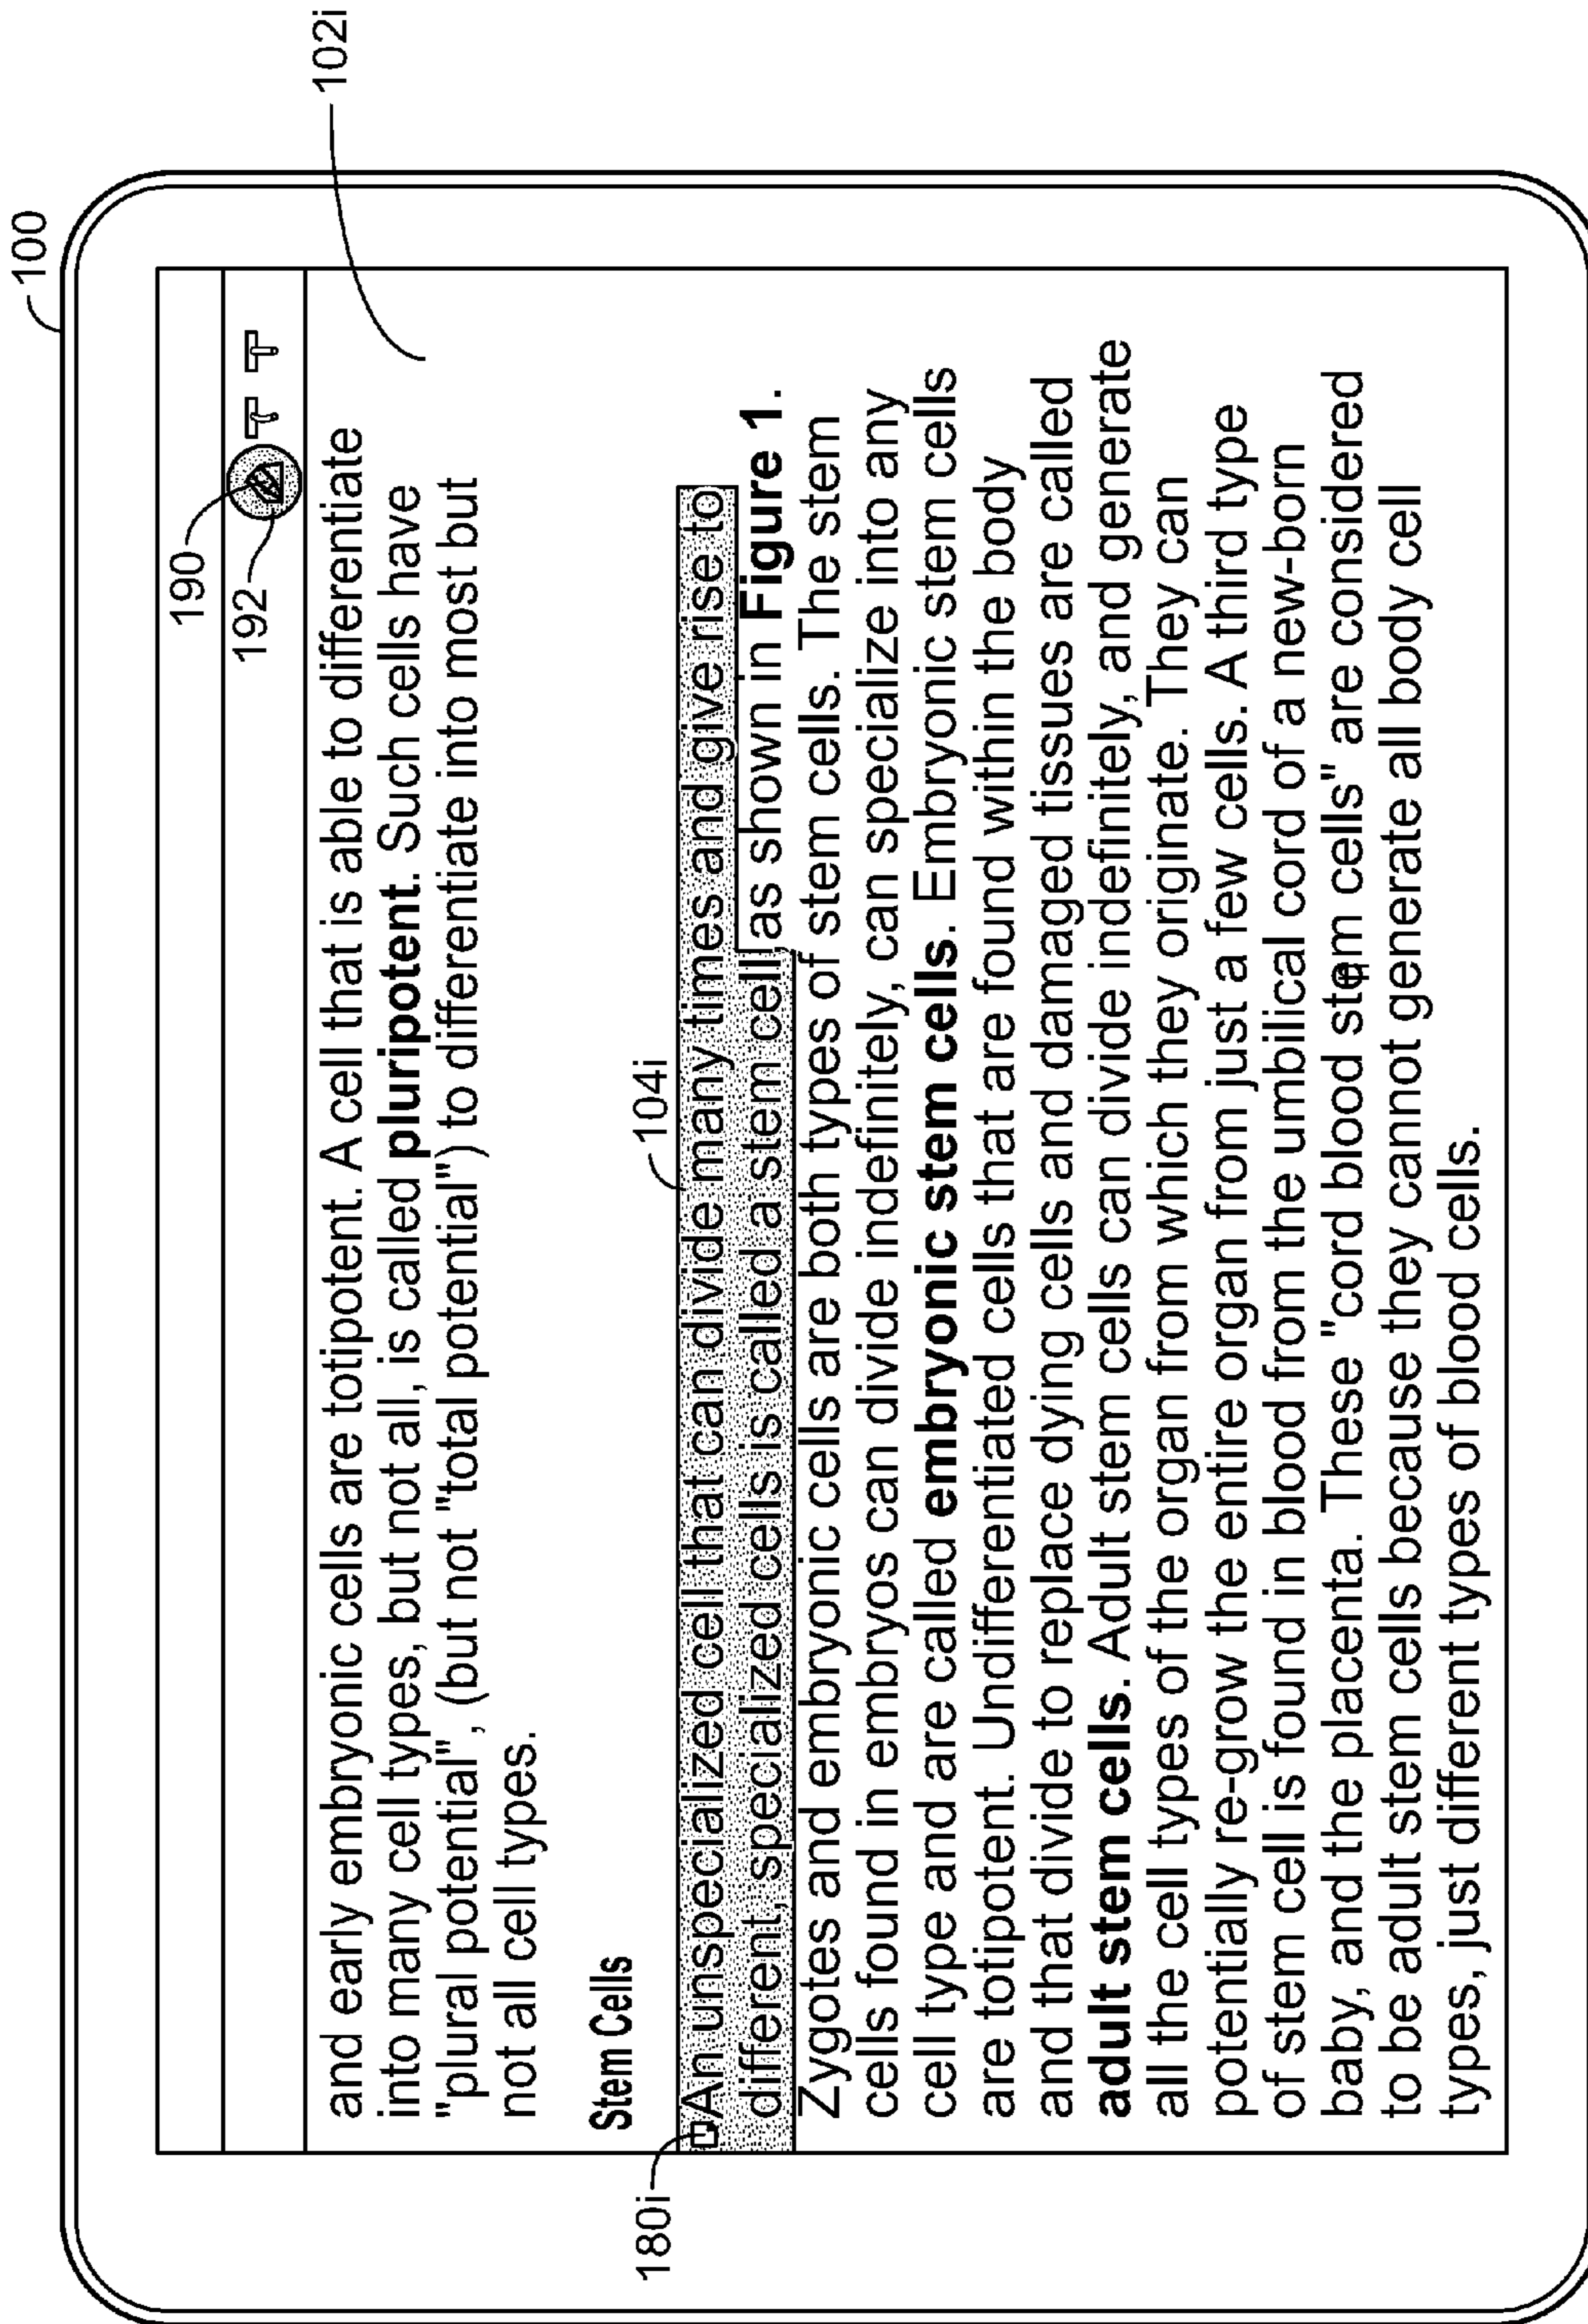 100
190
192
102i
and early embryonic cells are totipotent. A cell that is able to differentiate
into many cell types, but not all, is called pluripotent. Such cells have
"plural potential", (but not "total potential") to differentiate into most but
not all cell types.
Stem Cells
104i
180i
An unspecialized cell that can divide many times and give rise to
different, specialized cells is called a stem cell as shown in Figure 1.
Zygotes and embryonic cells are both types of stem cells. The stem
cells found in embryos can divide indefinitely, can specialize into any
cell type and are called embryonic stem cells. Embryonic stem cells
are totipotent. Undifferentiated cells that are found within the body
and that divide to replace dying cells and damaged tissues are called
adult stem cells. Adult stem cells can divide indefinitely, and generate
all the cell types of the organ from which they originate. They can
potentially re-grow the entire organ from just a few cells. A third type
of stem cell is found in blood from the umbilical cord of a new-born
baby, and the placenta. These "cord blood stem cells" are considered
to be adult stem cells because they cannot generate all body cell
types, just different types of blood cells.